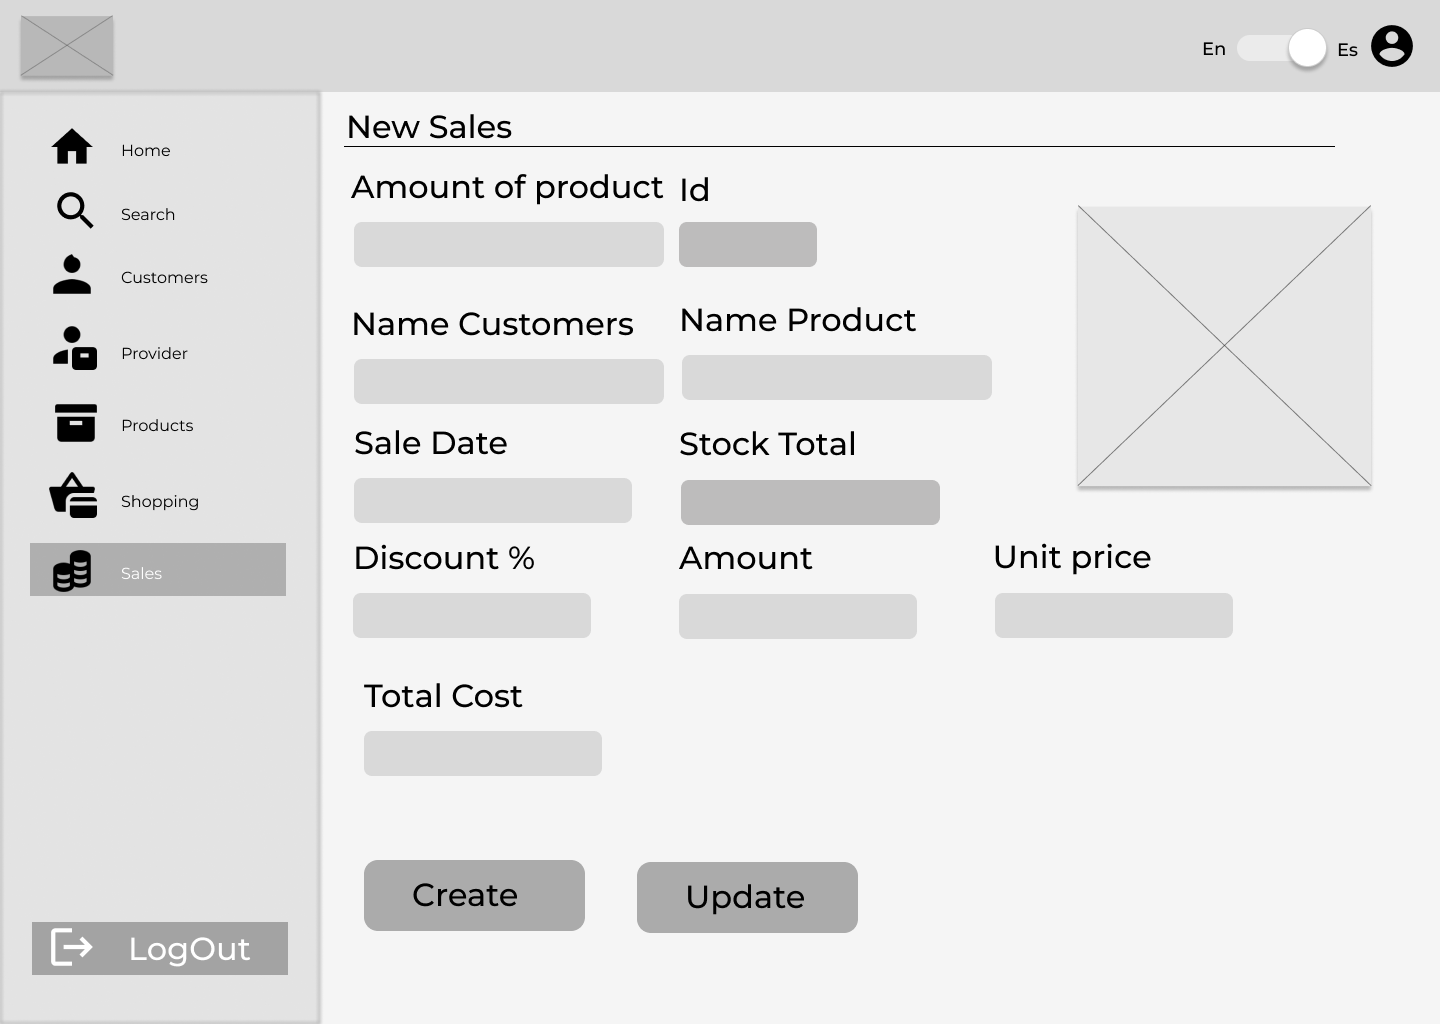 En
Es
Home
Search
Customers
Provider
Products
Shopping
Sales
LogOut
New Sales
Amount of product
Id
Name Customers
Name Product
Sale Date
Stock Total
Discount %
Amount
Unit price
Total Cost
Create
Update